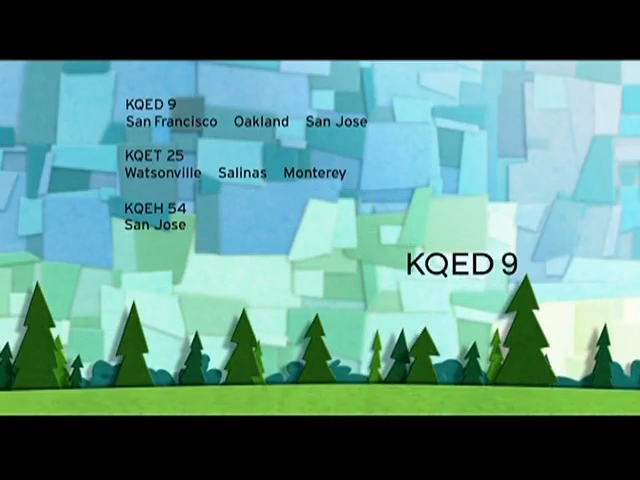 KQED 9
San Francisco Oakland San Jose
KQET 25
Watsonville Salinas Monterey
KQEH 54
San Jose
KQED 9